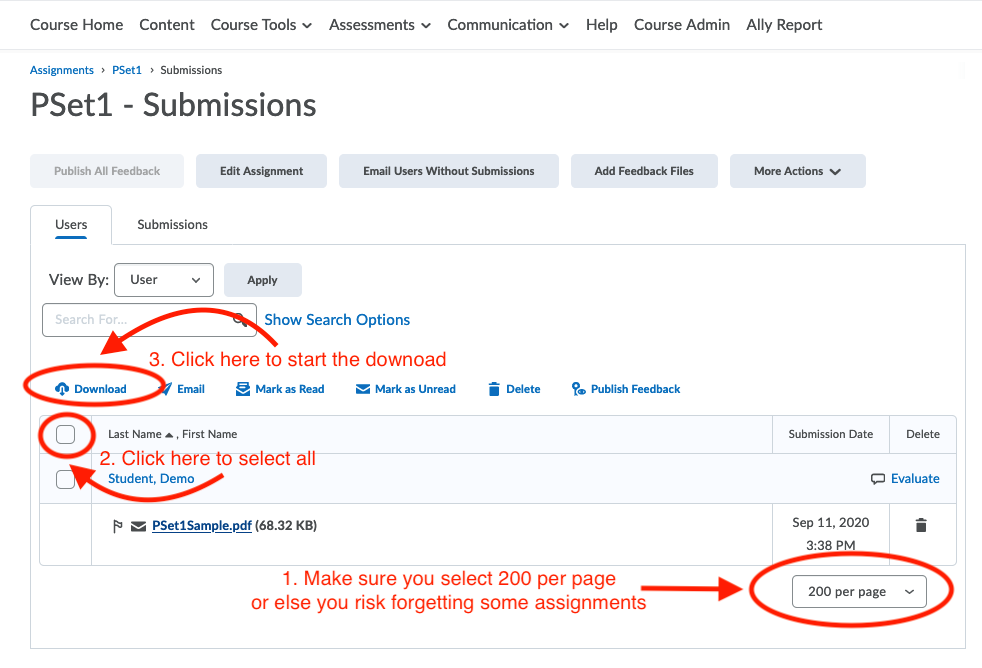 Course Home Content Course Tools Assessments Communication Help Course Admin Ally Report
Assignments › PSet1 › Submissions
PSet1 - Submissions
Publish All Feedback Edit Assignment Email Users Without Submissions Add Feedback Files More Actions
Users Submissions
View By: User Apply
Search For... Show Search Options
3. Click here to start the downoad
Download Email Mark as Read Mark as Unread Delete Publish Feedback
Last Name , First Name Submission Date Delete
2. Click here to select all
Student, Demo Evaluate
PSet1Sample.pdf (68.32 KB) Sep 11, 2020
3:38 PM
1. Make sure you select 200 per page
or else you risk forgetting some assignments
200 per page